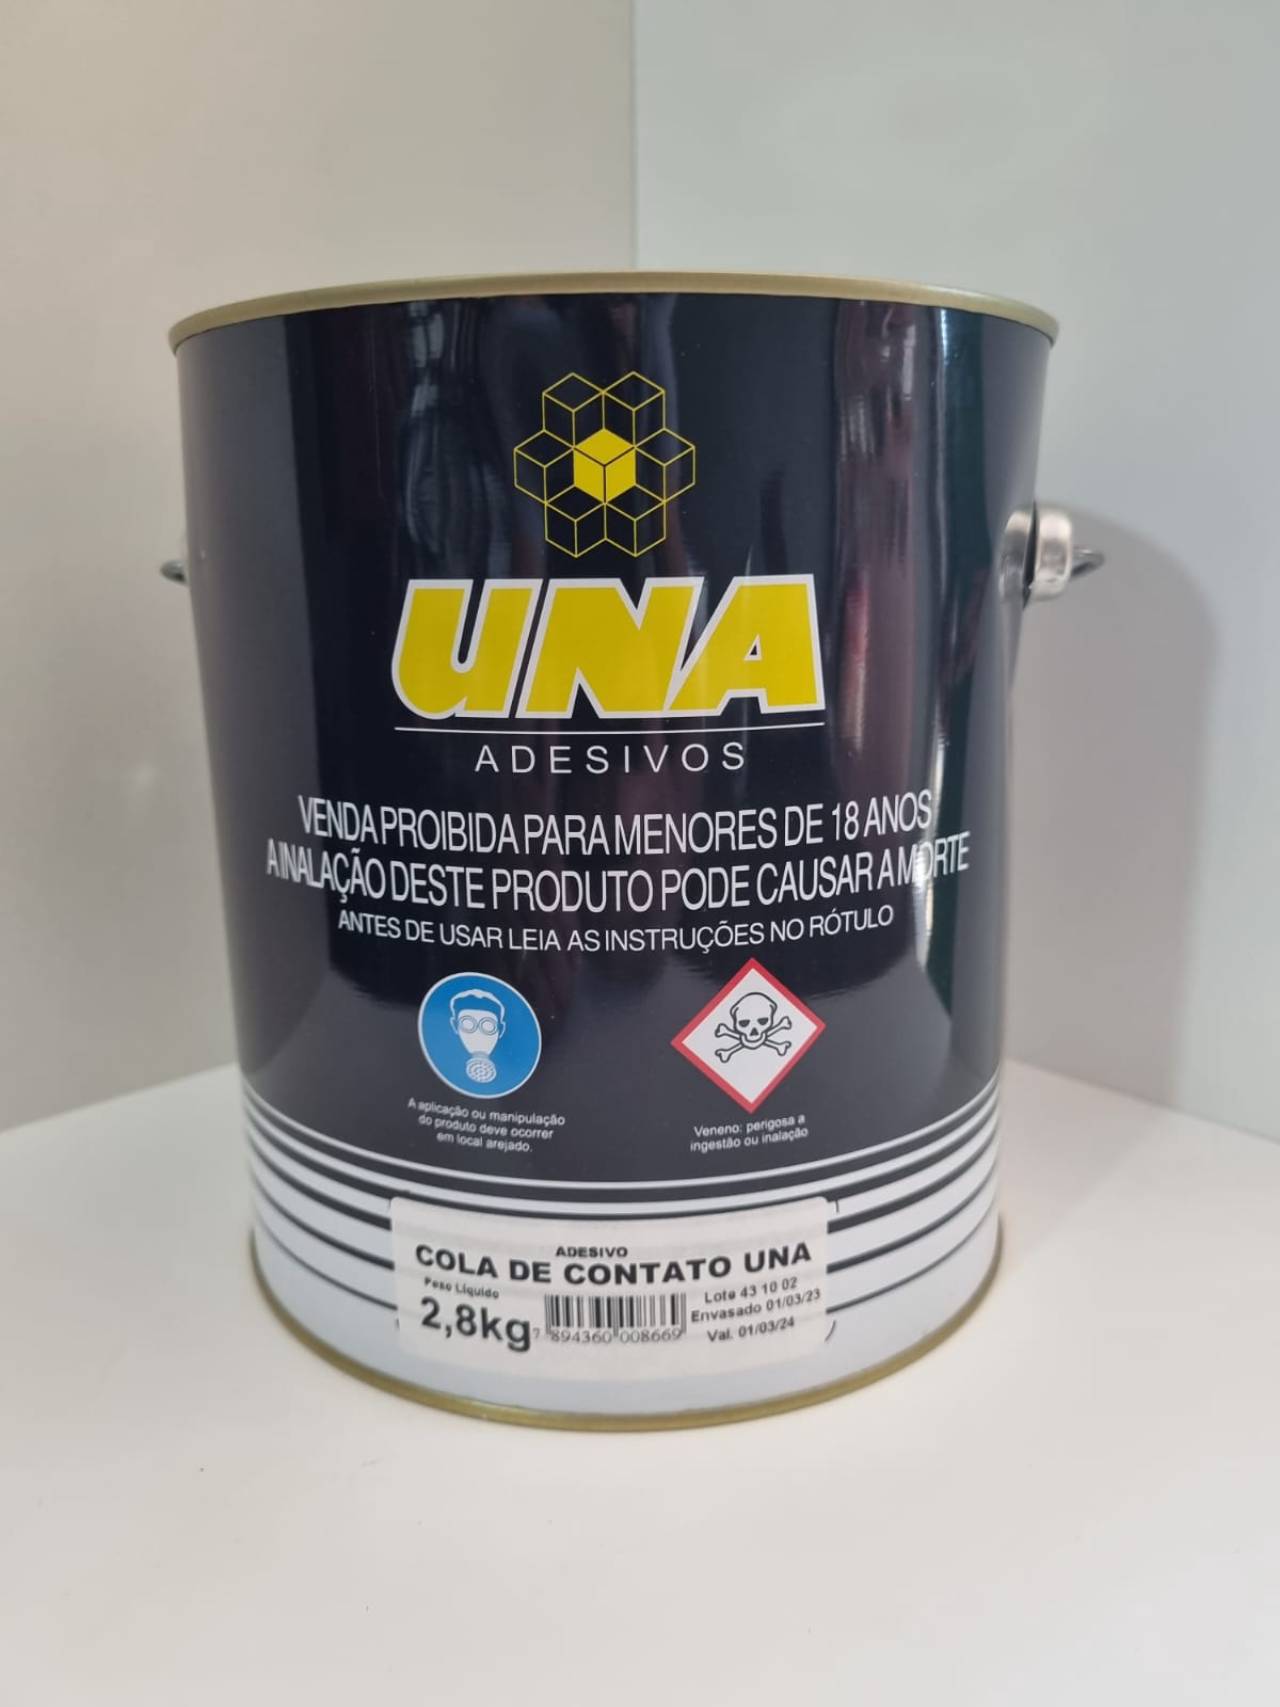 UNA
ADESIVOS
VENDA PROIBIDA PARA MENORES DE 18 ANOS
A INALAÇÃO DESTE PRODUTO PODE CAUSAR A MORTE
ANTES DE USAR LEIA AS INSTRUÇÕES NO RÓTULO
A aplicação ou manipulação
do produto deve ocorrer
em local arejado.
Veneno: perigosa a
ingestão ou inalação
ADESIVO
COLA DE CONTATO UNA
Peso Líquido
2,8kg
7 894360 008669
Lote 43 10 02
Envasado 01/03/23
Val. 01/03/24